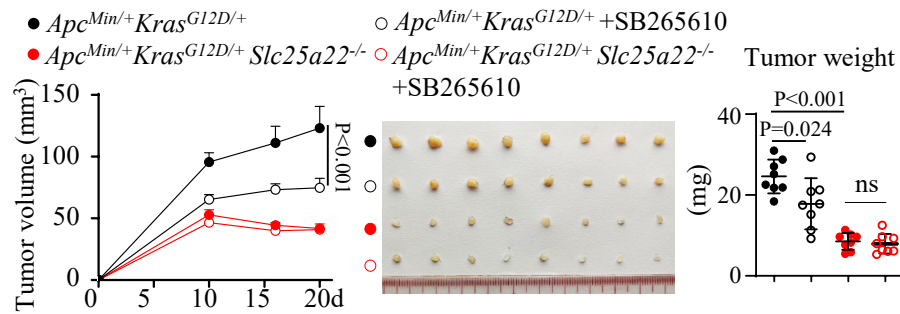 Apc^Min/+ Kras^G12D/+
Apc^Min/+ Kras^G12D/+ +SB265610
Apc^Min/+ Kras^G12D/+ Slc25a22^-/-
Apc^Min/+ Kras^G12D/+ Slc25a22^-/-
+SB265610
Tumor volume (mm³)
150
100
50
0
0
5
10
15
20d
P<0.001
Tumor weight
(mg)
40
20
0
P<0.001
P=0.024
ns